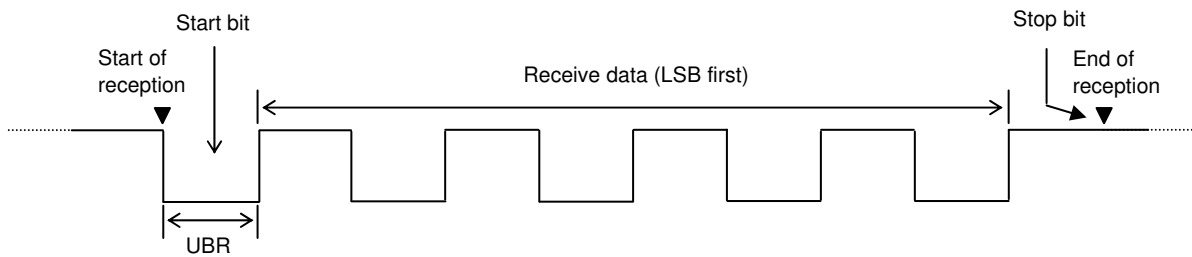 Start bit
Stop bit
Start of
reception
Receive data (LSB first)
End of
reception
UBR